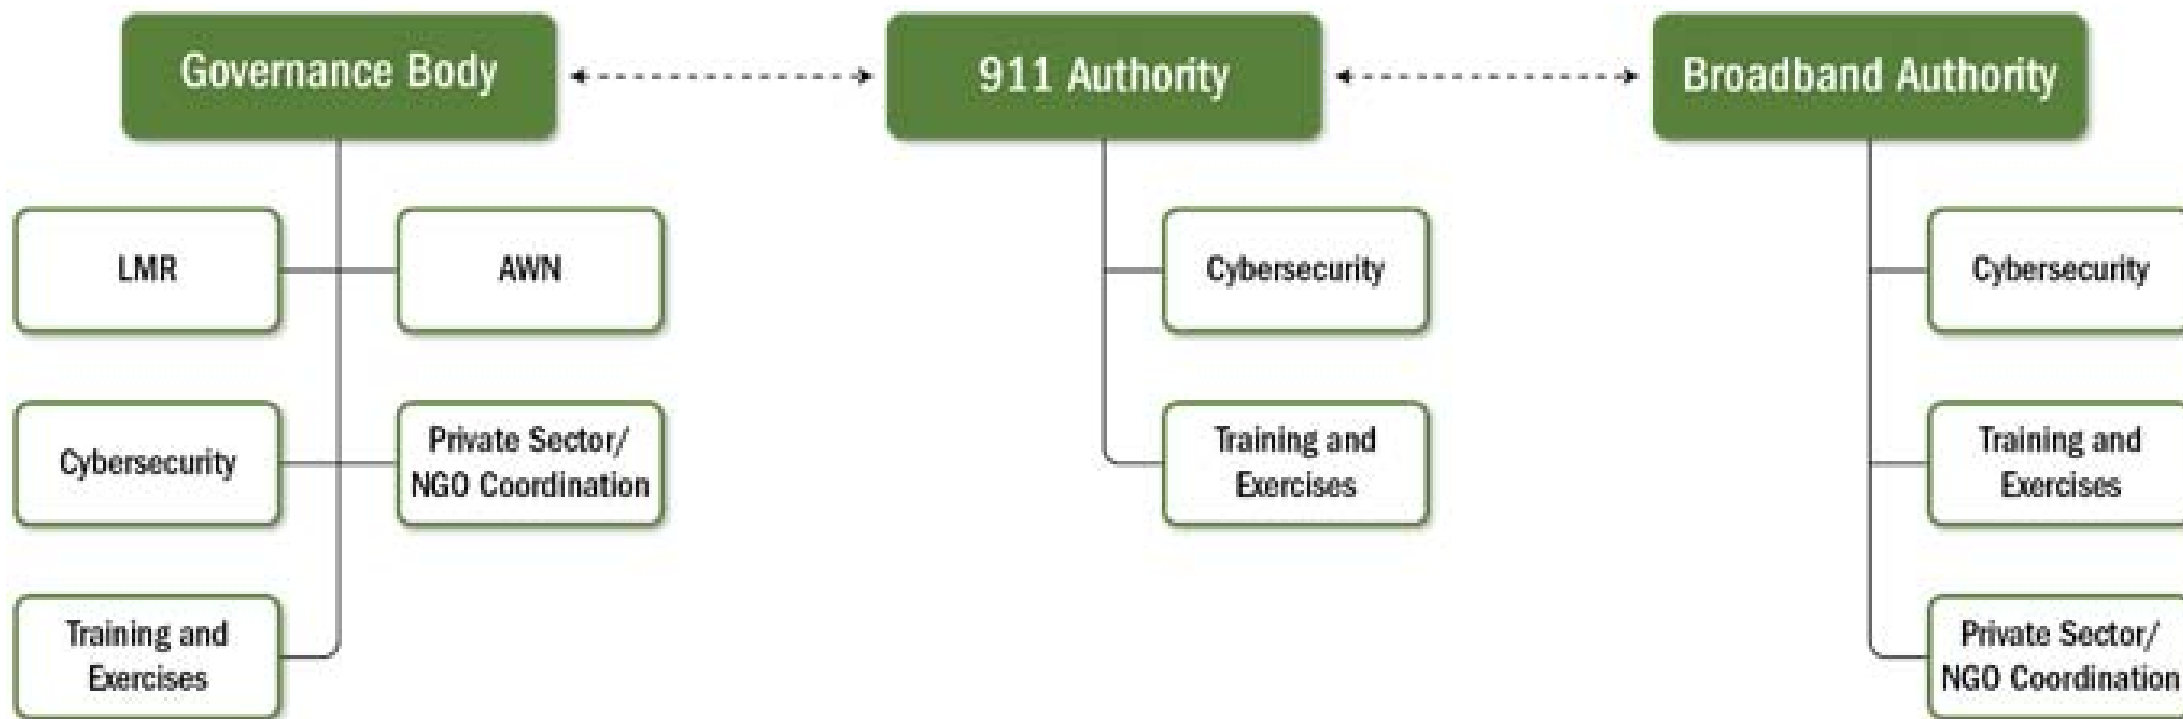 Governance Body
911 Authority
Broadband Authority
LMR
AWN
Cybersecurity
Cybersecurity
Cybersecurity
Private Sector/
NGO Coordination
Training and
Exercises
Training and
Exercises
Training and
Exercises
Private Sector/
NGO Coordination